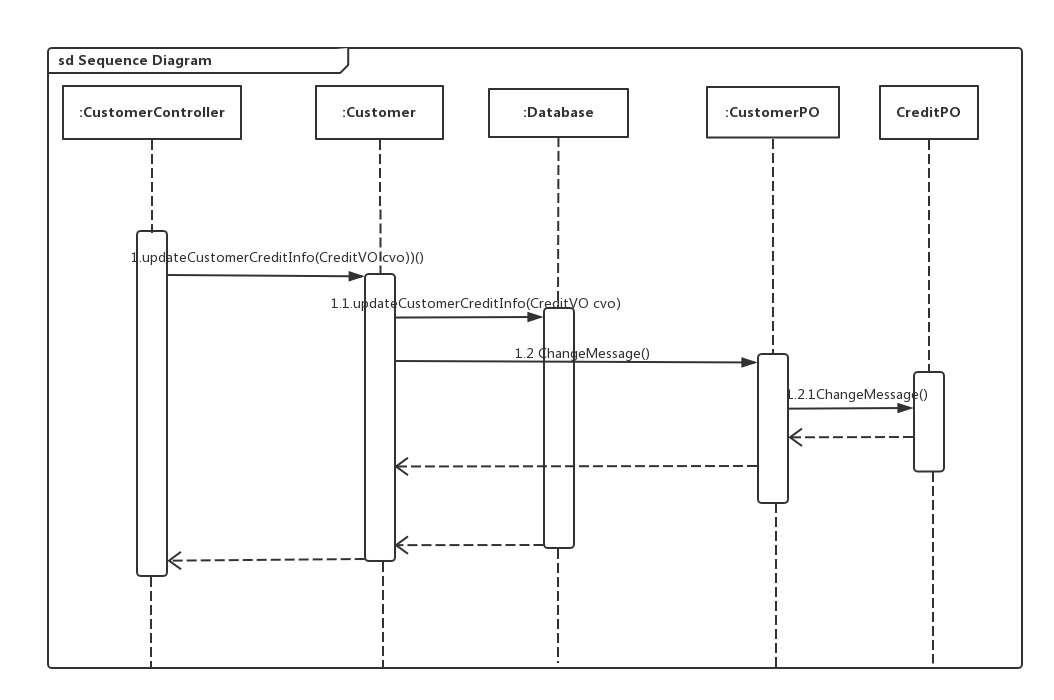 sd Sequence Diagram
:CustomerController
:Customer
:Database
:CustomerPO
CreditPO
1.updateCustomerCreditInfo(CreditVO cvo))()
1.1.updateCustomerCreditInfo(CreditVO cvo)
1.2 ChangeMessage()
1.2.1ChangeMessage()